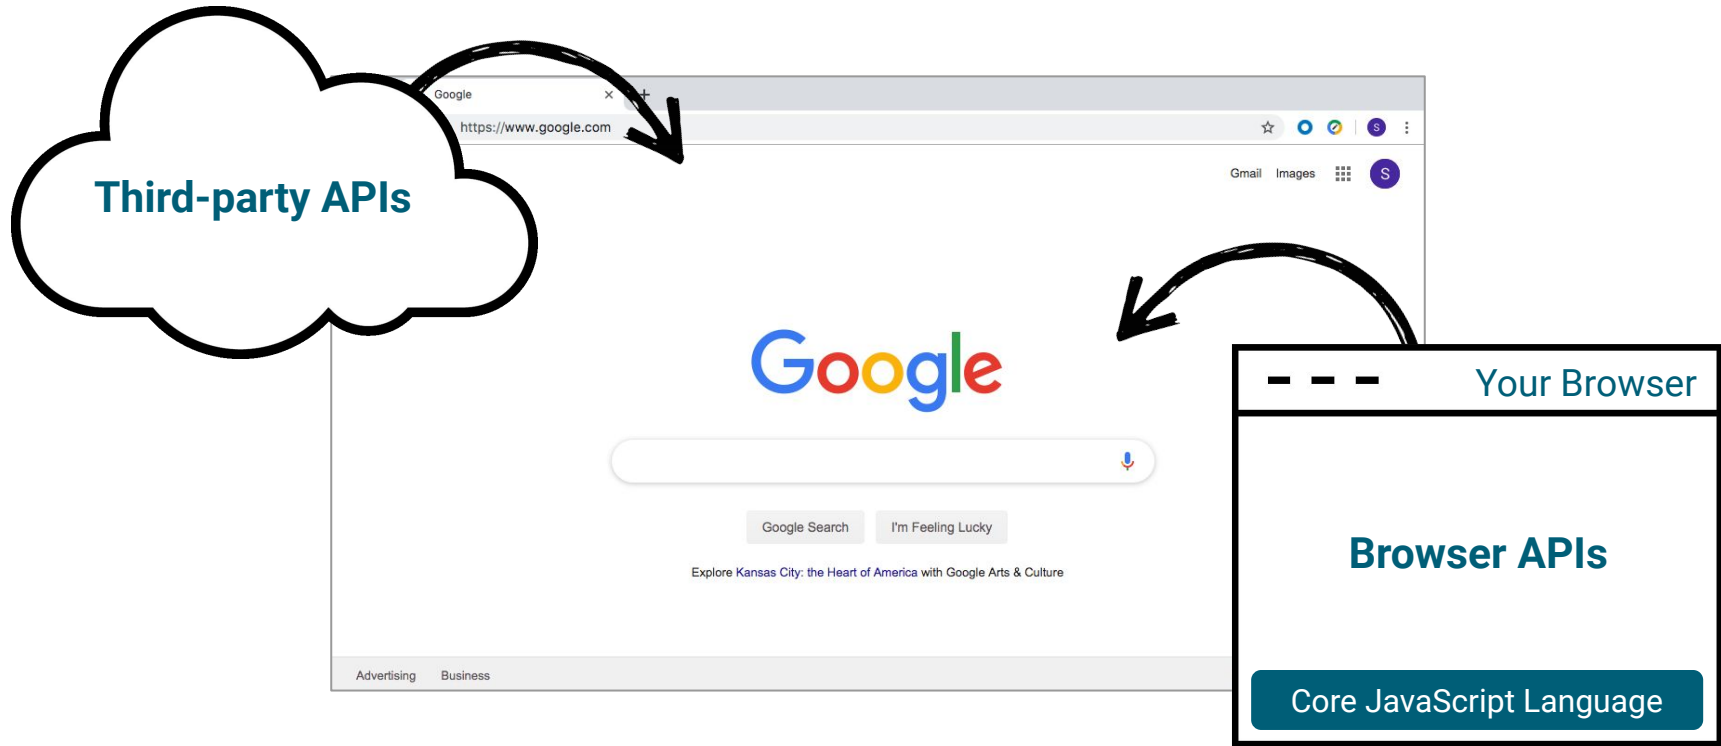 Google
https://www.google.com
S
Gmail Images
S
Third-party APIs
Google
Your Browser
Google Search I'm Feeling Lucky
Browser APIs
Explore Kansas City: the Heart of America with Google Arts & Culture
Advertising Business
Core JavaScript Language